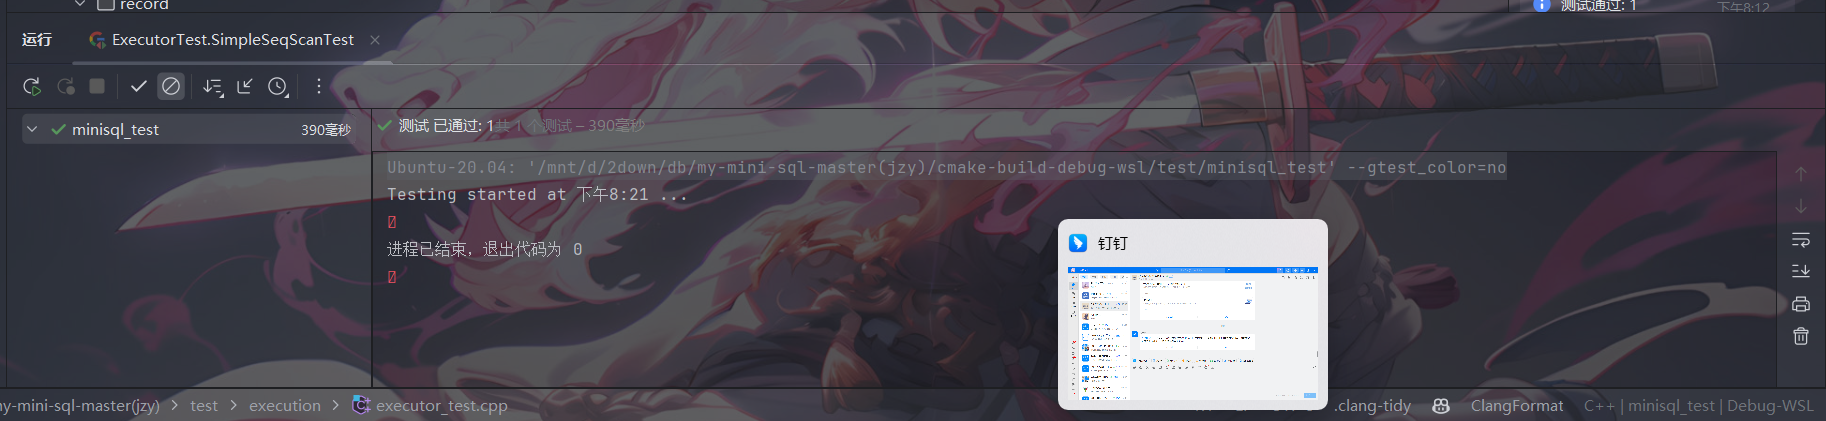 record
测试通过: 1
下午8:12
运行
ExecutorTest.SimpleSeqScanTest
minisql_test
390毫秒
测试 已通过: 1共 1 个测试 – 390毫秒
Ubuntu-20.04: '/mnt/d/2down/db/my-mini-sql-master(jzy)/cmake-build-debug-wsl/test/minisql_test' --gtest_color=no
Testing started at 下午8:21 ...
进程已结束，退出代码为 0
钉钉
my-mini-sql-master(jzy) > test > execution > executor_test.cpp
.clang-tidy
ClangFormat
C++ | minisql_test | Debug-WSL